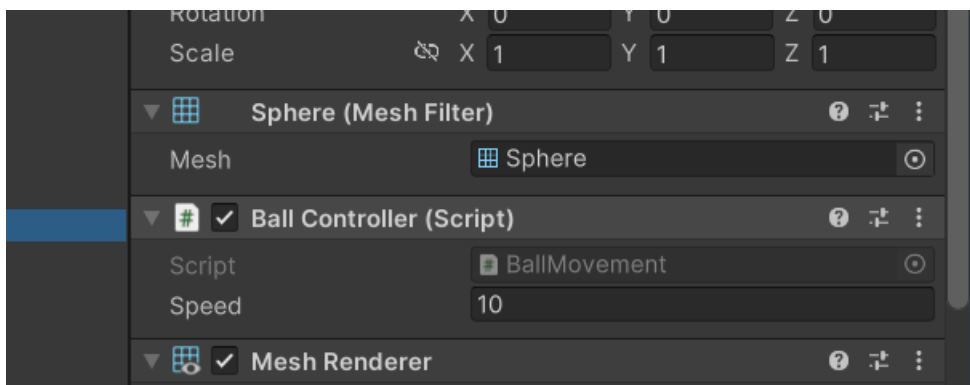 Rotation X 0 Y 0 Z 0
Scale X 1 Y 1 Z 1
Sphere (Mesh Filter)
Mesh Sphere
# Ball Controller (Script)
Script # BallMovement
Speed 10
Mesh Renderer